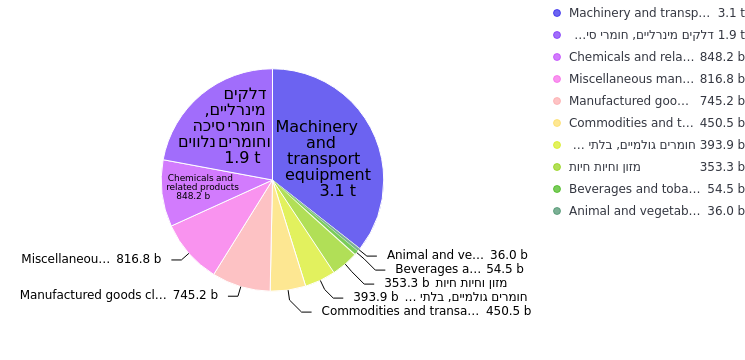 דלקים
מינרליים,
חומרי סיכה
וחומרים נלווים
1.9 t
Machinery
and
transport
equipment
3.1 t
Chemicals and
related products
848.2 b
Miscellaneou… 816.8 b
Manufactured goods cl… 745.2 b
Animal and ve… 36.0 b
Beverages a… 54.5 b
מזון וחיות חיות 353.3 b
חומרים גולמיים, בלתי … 393.9 b
Commodities and transa… 450.5 b
Machinery and transp… 3.1 t
דלקים מינרליים, חומרי סי… 1.9 t
Chemicals and rela… 848.2 b
Miscellaneous man… 816.8 b
Manufactured goo… 745.2 b
Commodities and t… 450.5 b
חומרים גולמיים, בלתי … 393.9 b
מזון וחיות חיות 353.3 b
Beverages and toba… 54.5 b
Animal and vegetab… 36.0 b